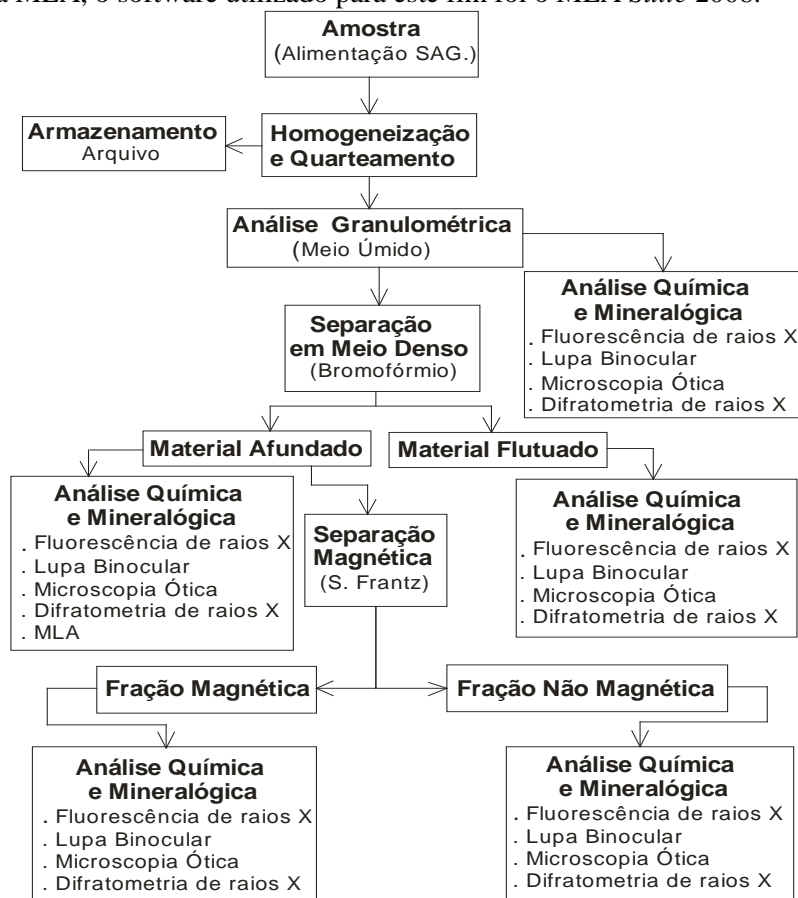 a MLA, o software utilizado para este fim foi o MLA Suite 2008.
Amostra
(Alimentação SAG.)
Armazenamento
Arquivo
Homogeneização
e Quarteamento
Análise Granulométrica
(Meio Úmido)
Análise Química
e Mineralógica
. Fluorescência de raios X
. Lupa Binocular
. Microscopia Ótica
. Difratometria de raios X
Separação
em Meio Denso
(Bromofórmio)
Material Afundado
Material Flutuado
Análise Química
e Mineralógica
. Fluorescência de raios X
. Lupa Binocular
. Microscopia Ótica
. Difratometria de raios X
. MLA
Separação
Magnética
(S. Frantz)
Análise Química
e Mineralógica
. Fluorescência de raios X
. Lupa Binocular
. Microscopia Ótica
. Difratometria de raios X
Fração Magnética
Fração Não Magnética
Análise Química
e Mineralógica
. Fluorescência de raios X
. Lupa Binocular
. Microscopia Ótica
. Difratometria de raios X
Análise Química
e Mineralógica
. Fluorescência de raios X
. Lupa Binocular
. Microscopia Ótica
. Difratometria de raios X